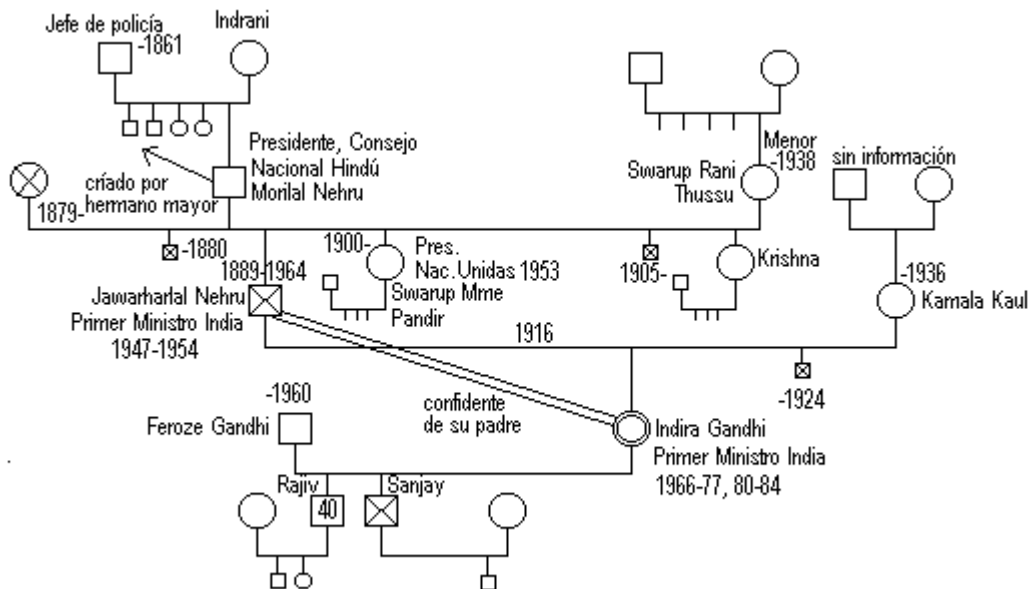 Jefe de policía
-1861
Indrani
Presidente, Consejo
Nacional Hindú
Morilal Nehru
críado por
hermano mayor
1879-
Menor
-1938
Swarup Rani
Thussu
sin información
-1880
1889-1964
Jawarharlal Nehru
Primer Ministro India
1947-1954
1900-
Pres.
Nac.Unidas 1953
Swarup Mme
Pandir
1905-
Krishna
-1936
Kamala Kaul
1916
-1924
confidente
de su padre
-1960
Feroze Gandhi
Indira Gandhi
Primer Ministro India
1966-77, 80-84
Rajiv
40
Sanjay